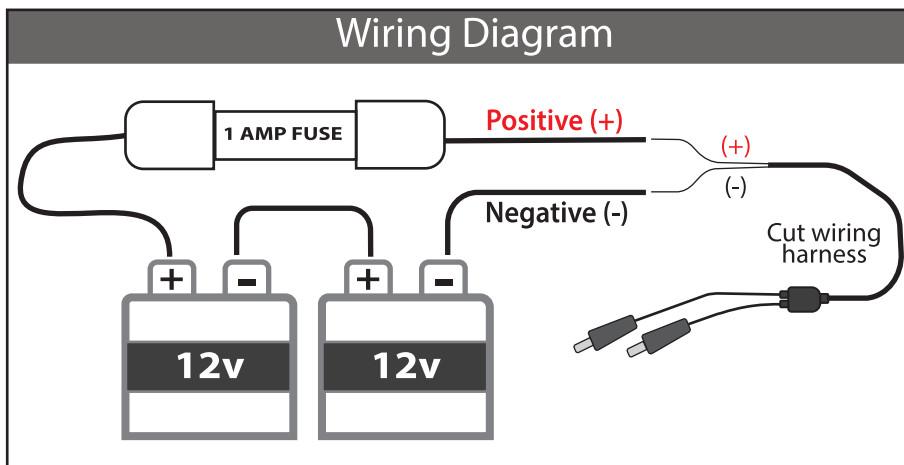 Wiring Diagram
1 AMP FUSE
Positive (+)
(+)
Negative (-)
(-)
Cut wiring
harness
+ - + -
12v 12v